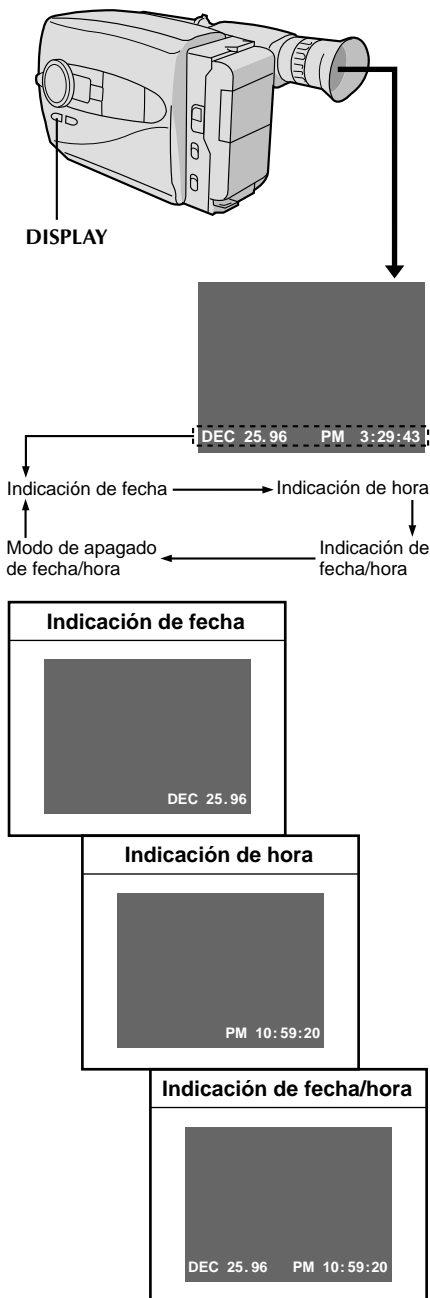 DISPLAY
DEC 25.96 PM 3:29:43
Indicación de fecha
Indicación de hora
Modo de apagado
de fecha/hora
Indicación de
fecha/hora
Indicación de fecha
DEC 25.96
Indicación de hora
PM 10:59:20
Indicación de fecha/hora
DEC 25.96 PM 10:59:20